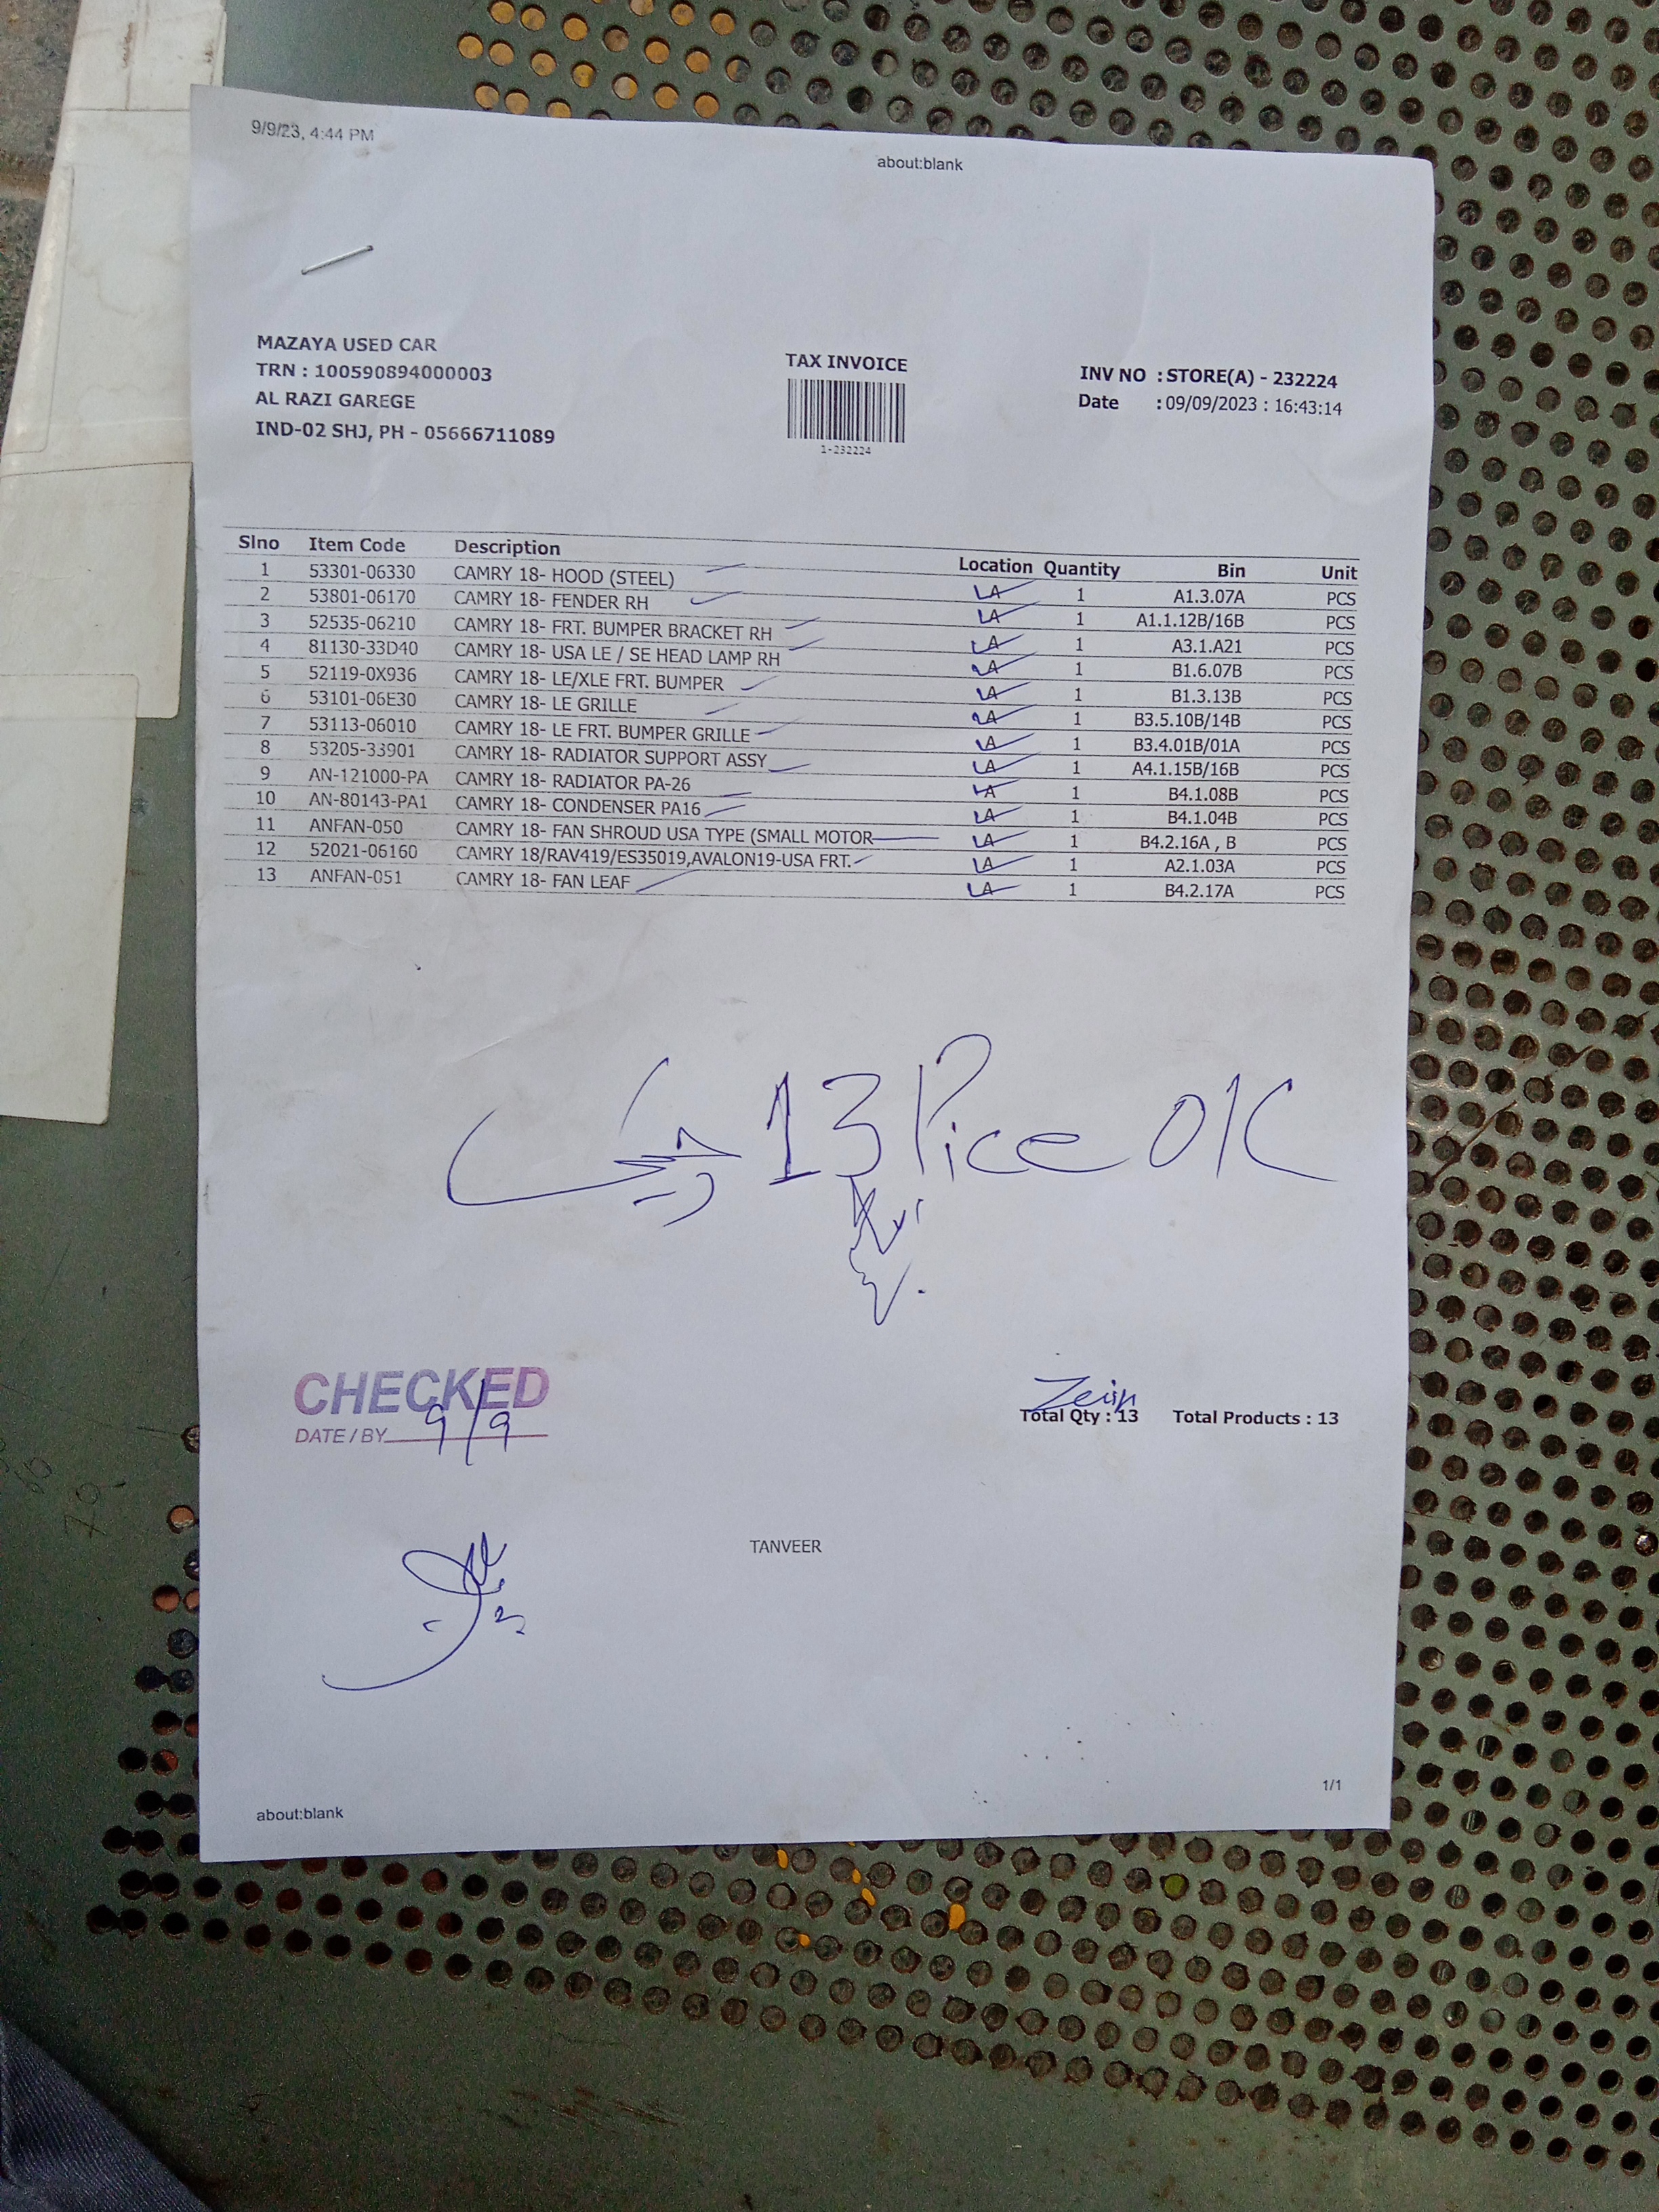 9/9/23, 4:44 PM
about:blank
MAZAYA USED CAR
TRN : 100590894000003
AL RAZI GAREGE
IND-02 SHJ, PH - 05666711089
TAX INVOICE
1-232224
INV NO : STORE(A) - 232224
Date : 09/09/2023 : 16:43:14
Slno Item Code Description Location Quantity Bin Unit
1 53301-06330 CAMRY 18- HOOD (STEEL) LA 1 A1.3.07A PCS
2 53801-06170 CAMRY 18- FENDER RH LA 1 A1.1.12B/16B PCS
3 52535-06210 CAMRY 18- FRT. BUMPER BRACKET RH LA 1 A3.1.A21 PCS
4 81130-33D40 CAMRY 18- USA LE / SE HEAD LAMP RH LA 1 B1.6.07B PCS
5 52119-0X936 CAMRY 18- LE/XLE FRT. BUMPER LA 1 B1.3.13B PCS
6 53101-06E30 CAMRY 18- LE GRILLE LA 1 B3.5.10B/14B PCS
7 53113-06010 CAMRY 18- LE FRT. BUMPER GRILLE LA 1 B3.4.01B/01A PCS
8 53205-33901 CAMRY 18- RADIATOR SUPPORT ASSY LA 1 A4.1.15B/16B PCS
9 AN-121000-PA CAMRY 18- RADIATOR PA-26 LA 1 B4.1.08B PCS
10 AN-80143-PA1 CAMRY 18- CONDENSER PA16 LA 1 B4.1.04B PCS
11 ANFAN-050 CAMRY 18- FAN SHROUD USA TYPE (SMALL MOTOR LA 1 B4.2.16A , B PCS
12 52021-06160 CAMRY 18/RAV419/ES35019,AVALON19-USA FRT. LA 1 A2.1.03A PCS
13 ANFAN-051 CAMRY 18- FAN LEAF LA 1 B4.2.17A PCS
13 Pice OK
CHECKED
DATE / BY 9/9
Zein
Total Qty : 13 Total Products : 13
TANVEER
1/1
about:blank